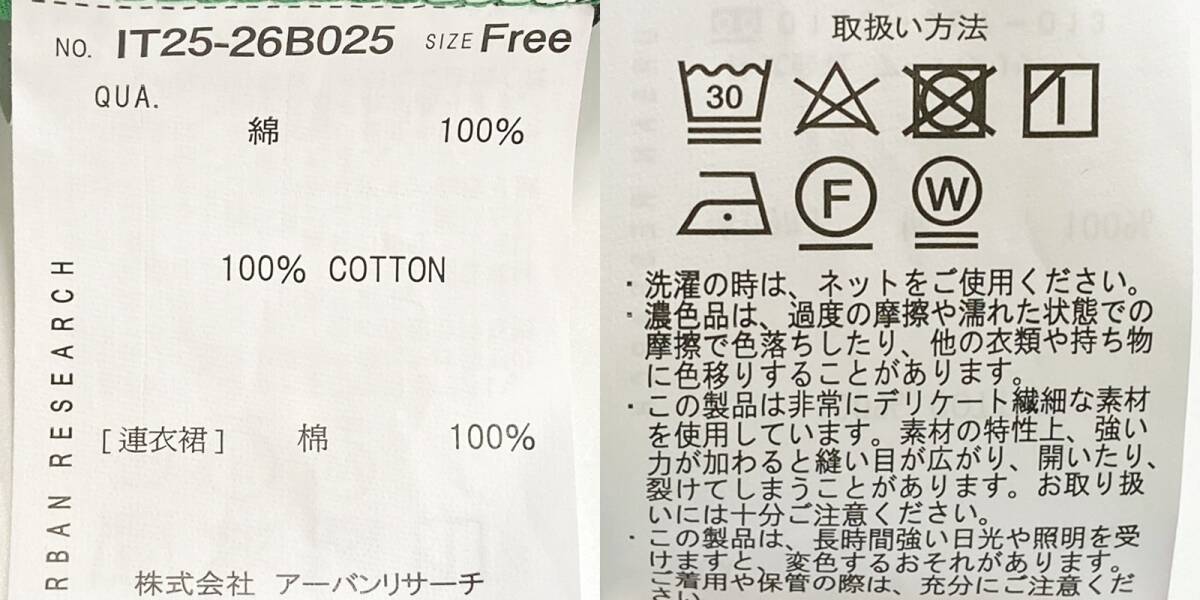 NO. IT25-26B025 SIZE Free
QUA.
綿 100%
100% COTTON
[連衣裙] 棉 100%
株式会社 アーバンリサーチ
RBAN RESEARCH
取扱い方法
30
F W
・洗濯の時は、ネットをご使用ください。
・濃色品は、過度の摩擦や濡れた状態での
摩擦で色落ちしたり、他の衣類や持ち物
に色移りすることがあります。
・この製品は非常にデリケート繊細な素材
を使用しています。素材の特性上、強い
力が加わると縫い目が広がり、開いたり、
裂けてしまうことがあります。お取り扱
いには十分ご注意ください。
・この製品は、長時間強い日光や照明を受
けますと、変色するおそれがあります。
ご着用や保管の際は、充分にご注意くだ
さい。